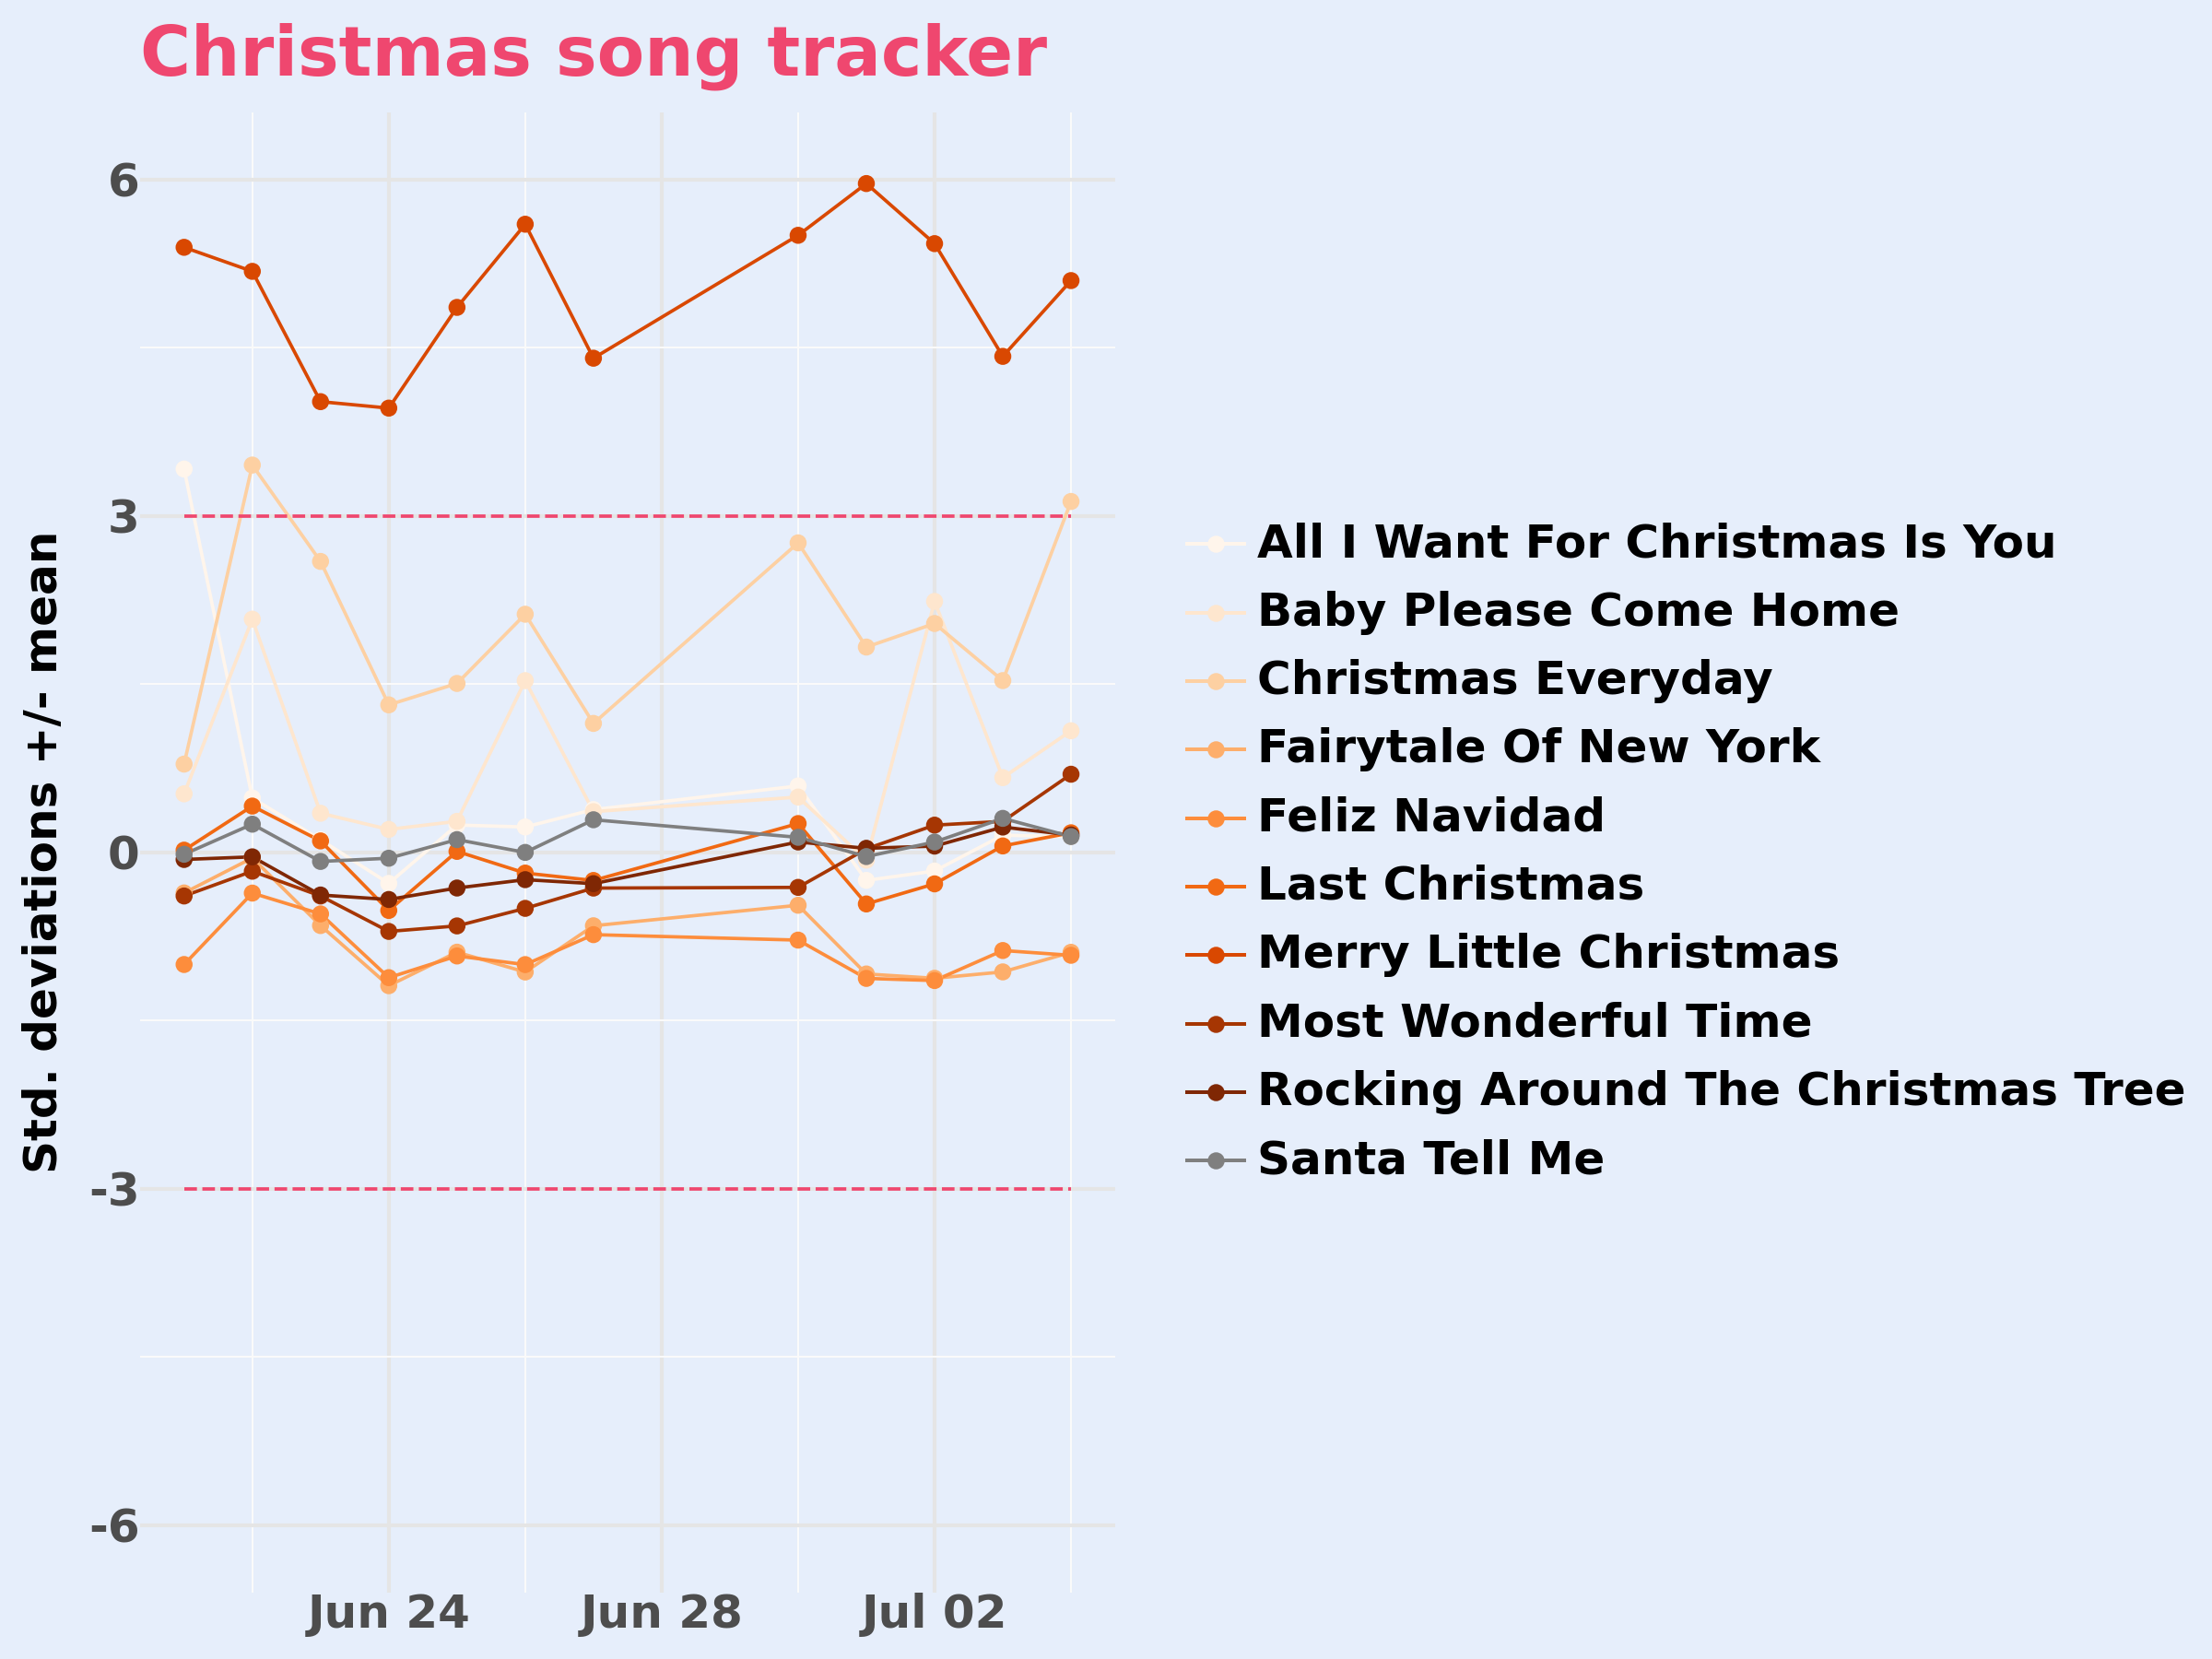 Christmas song tracker
Std. deviations +/- mean
6
3
0
-3
-6
Jun 24
Jun 28
Jul 02
All I Want For Christmas Is You
Baby Please Come Home
Christmas Everyday
Fairytale Of New York
Feliz Navidad
Last Christmas
Merry Little Christmas
Most Wonderful Time
Rocking Around The Christmas Tree
Santa Tell Me